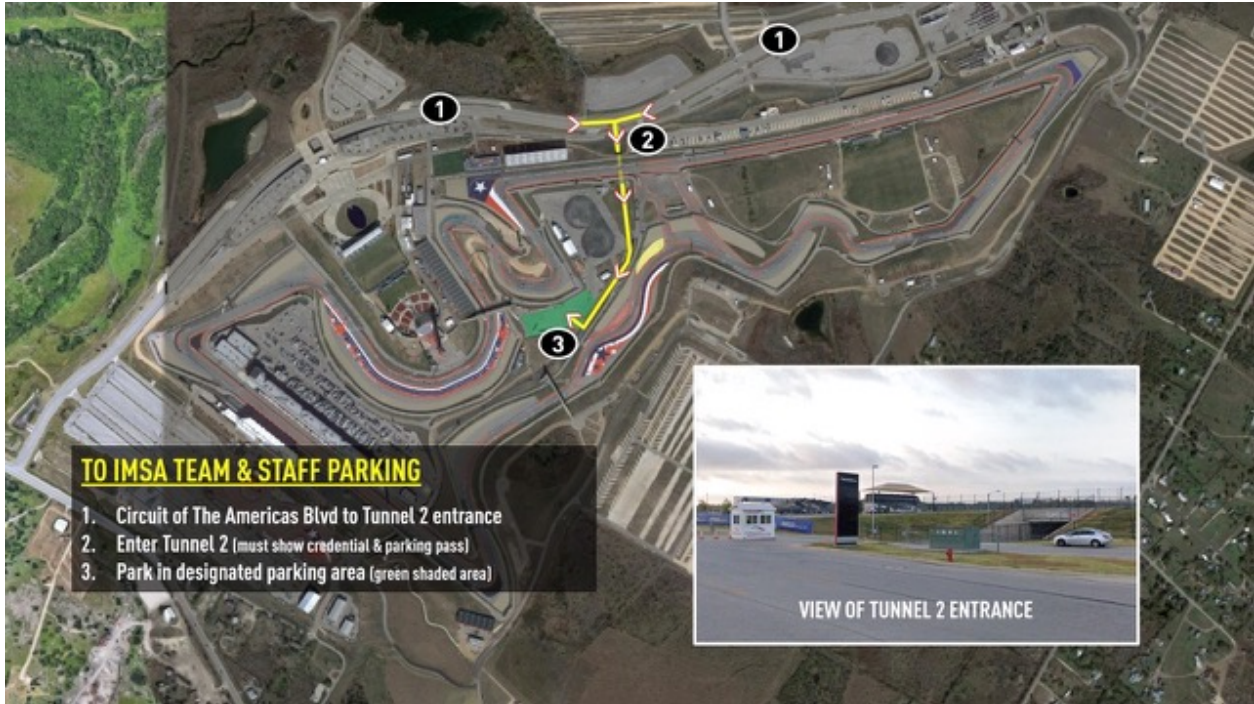 1
1
2
3
TO IMSA TEAM & STAFF PARKING
1. Circuit of The Americas Blvd to Tunnel 2 entrance
2. Enter Tunnel 2 (must show credential & parking pass)
3. Park in designated parking area (green shaded area)
VIEW OF TUNNEL 2 ENTRANCE